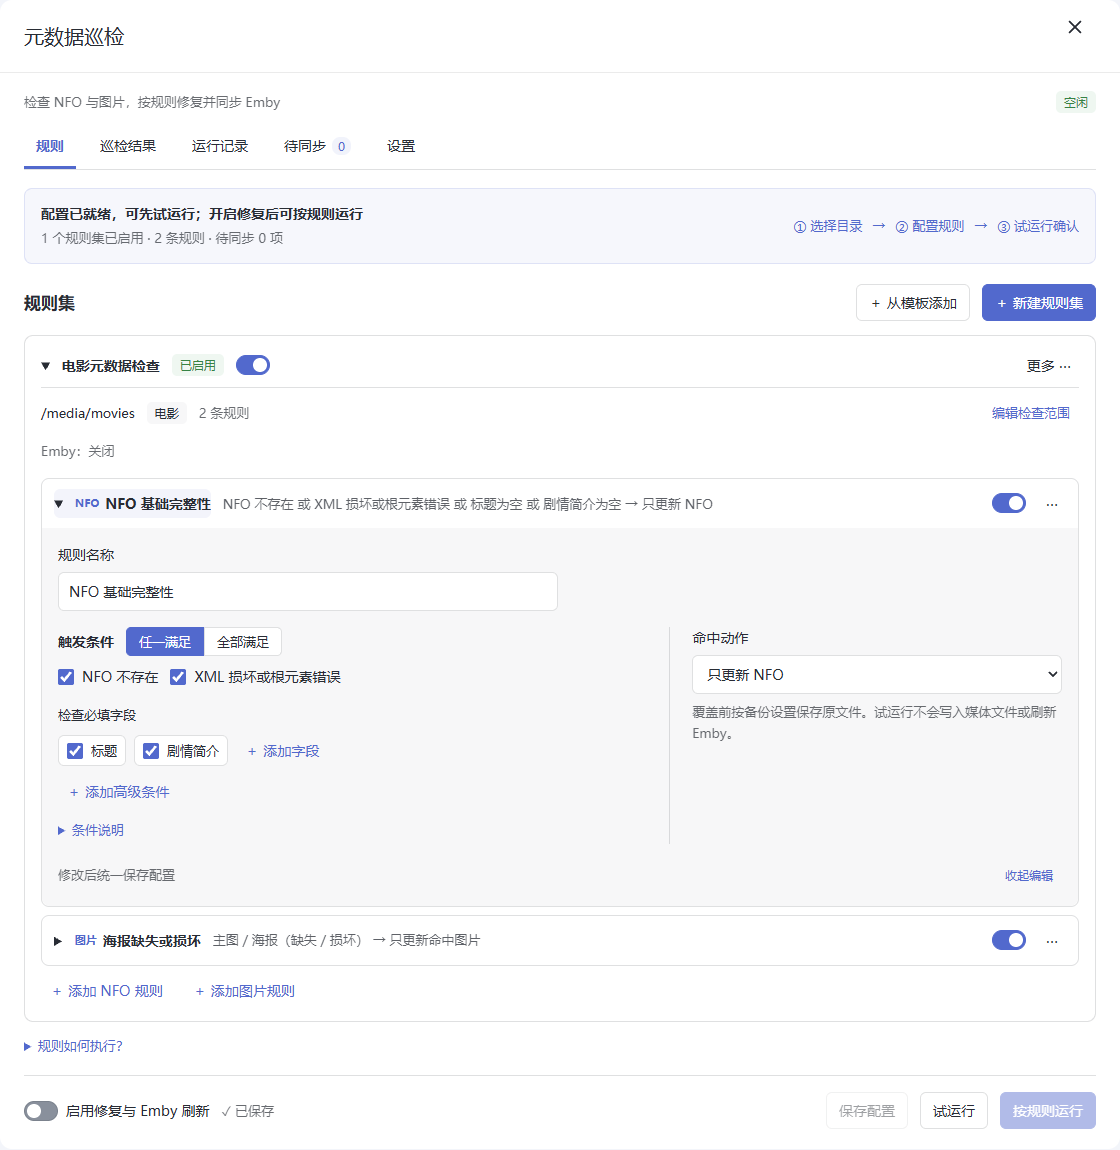 元数据巡检
检查 NFO 与图片，按规则修复并同步 Emby
空闲
规则 巡检结果 运行记录 待同步 0 设置
配置已就绪，可先试运行；开启修复后可按规则运行
1 个规则集已启用 · 2 条规则 · 待同步 0 项
① 选择目录 → ② 配置规则 → ③ 试运行确认
规则集
+ 从模板添加
+ 新建规则集
▼ 电影元数据检查 已启用
更多 ···
/media/movies 电影 2 条规则
编辑检查范围
Emby：关闭
▼ NFO NFO 基础完整性 NFO 不存在 或 XML 损坏或根元素错误 或 标题为空 或 剧情简介为空 → 只更新 NFO
···
规则名称
NFO 基础完整性
触发条件 任一满足 全部满足
NFO 不存在 XML 损坏或根元素错误
检查必填字段
标题 剧情简介 + 添加字段
+ 添加高级条件
▶ 条件说明
命中动作
只更新 NFO
覆盖前按备份设置保存原文件。试运行不会写入媒体文件或刷新
Emby。
修改后统一保存配置
收起编辑
▶ 图片 海报缺失或损坏 主图 / 海报（缺失 / 损坏） → 只更新命中图片
···
+ 添加 NFO 规则 + 添加图片规则
▶ 规则如何执行？
启用修复与 Emby 刷新 ✓ 已保存
保存配置 试运行 按规则运行